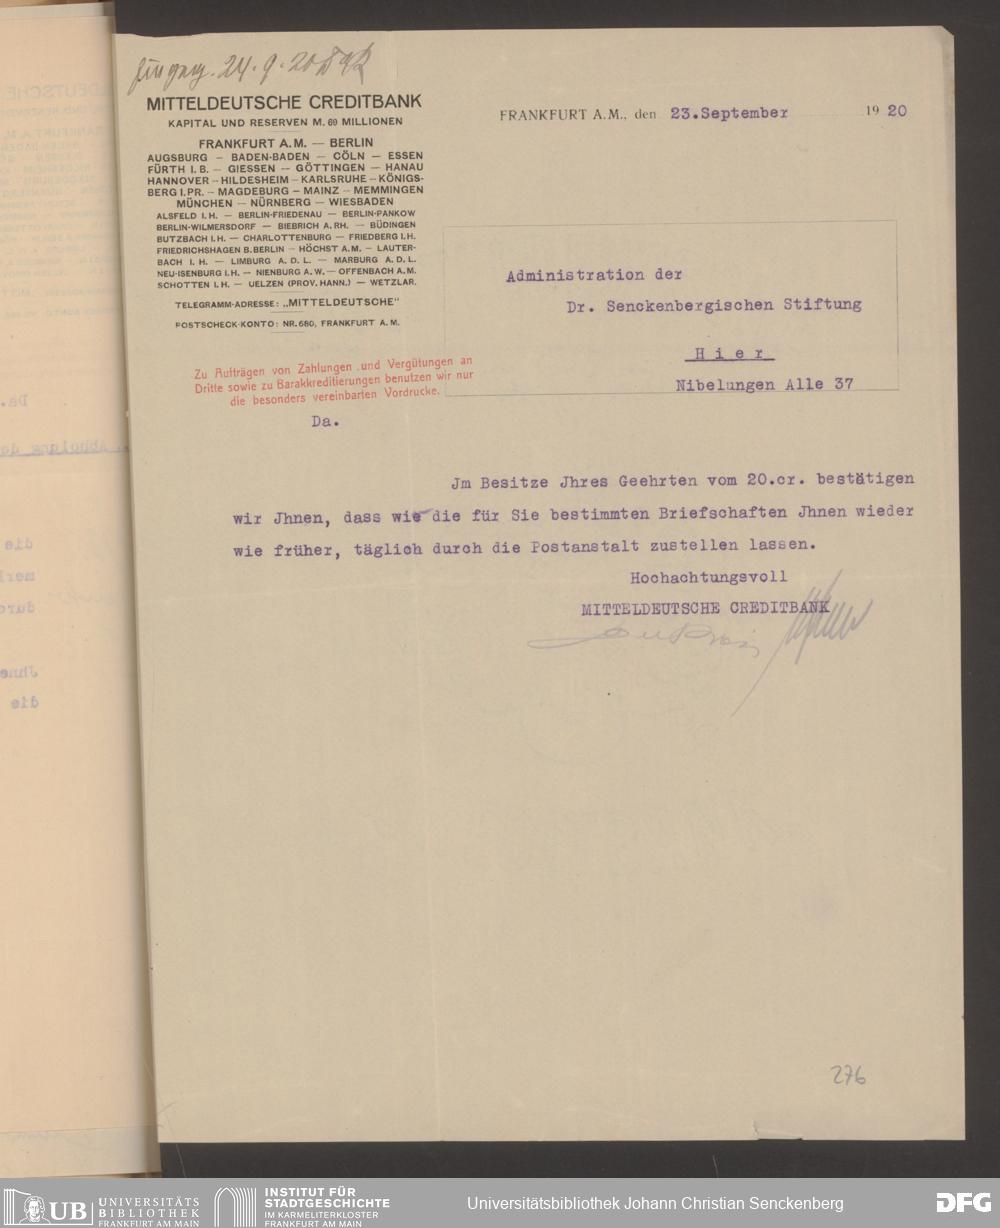 eingeg. 24.9.20
MITTELDEUTSCHE CREDITBANK
KAPITAL UND RESERVEN M. 69 MILLIONEN
FRANKFURT A. M. — BERLIN
AUGSBURG — BADEN-BADEN — CÖLN — ESSEN
FÜRTH I. B. — GIESSEN — GÖTTINGEN — HANAU
HANNOVER — HILDESHEIM — KARLSRUHE — KÖNIGS-
BERG I. PR. — MAGDEBURG — MAINZ — MEMMINGEN
MÜNCHEN — NÜRNBERG — WIESBADEN
ALSFELD I. H. — BERLIN-FRIEDENAU — BERLIN-PANKOW
BERLIN-WILMERSDORF — BIEBRICH A. RH. — BÜDINGEN
BUTZBACH I. H. — CHARLOTTENBURG — FRIEDBERG I. H.
FRIEDRICHSHAGEN B. BERLIN — HÖCHST A. M. — LAUTER-
BACH I. H. — LIMBURG A. D. L. — MARBURG A. D. L.
NEU-ISENBURG I. H. — NIENBURG A. W. — OFFENBACH A. M.
SCHOTTEN I. H. — UELZEN (PROV. HANN.) — WETZLAR.
TELEGRAMM-ADRESSE: „MITTELDEUTSCHE"
POSTSCHECK-KONTO: NR. 680, FRANKFURT A. M.
FRANKFURT A. M., den 23.September 1920
Administration der
Dr. Senckenbergischen Stiftung
Hier
Nibelungen Alle 37
Zu Aufträgen von Zahlungen und Vergütungen an
Dritte sowie zu Barakkreditierungen benutzen wir nur
die besonders vereinbarten Vordrucke.
Da.
Jm Besitze Jhres Geehrten vom 20.cr. bestätigen
wir Jhnen, dass wie die für Sie bestimmten Briefschaften Jhnen wieder
wie früher, täglich durch die Postanstalt zustellen lassen.
Hochachtungsvoll
MITTELDEUTSCHE CREDITBANK
276
UB UNIVERSITÄTS
BIBLIOTHEK
FRANKFURT AM MAIN
INSTITUT FÜR
STADTGESCHICHTE
IM KARMELITERKLOSTER
FRANKFURT AM MAIN
Universitätsbibliothek Johann Christian Senckenberg
DFG